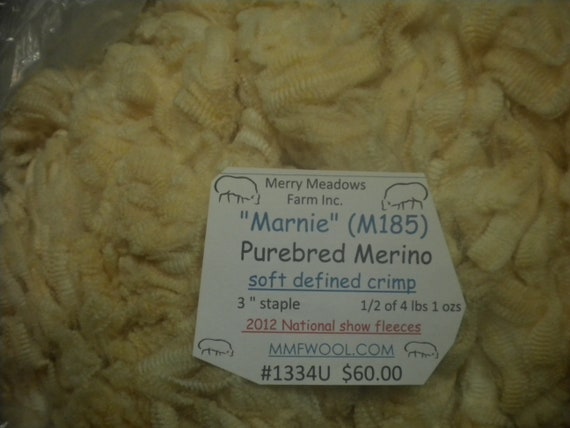 Merry Meadows
Farm Inc.
"Marnie" (M185)
Purebred Merino
soft defined crimp
3 " staple 1/2 of 4 lbs 1 ozs
2012 National show fleeces
MMFWOOL.COM
#1334U $60.00